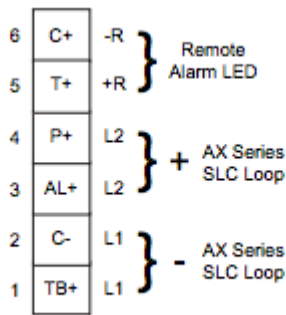 6 C+ -R
Remote
Alarm LED
5 T+ +R
4 P+ L2
+ AX Series
SLC Loop
3 AL+ L2
2 C- L1
- AX Series
SLC Loop
1 TB+ L1